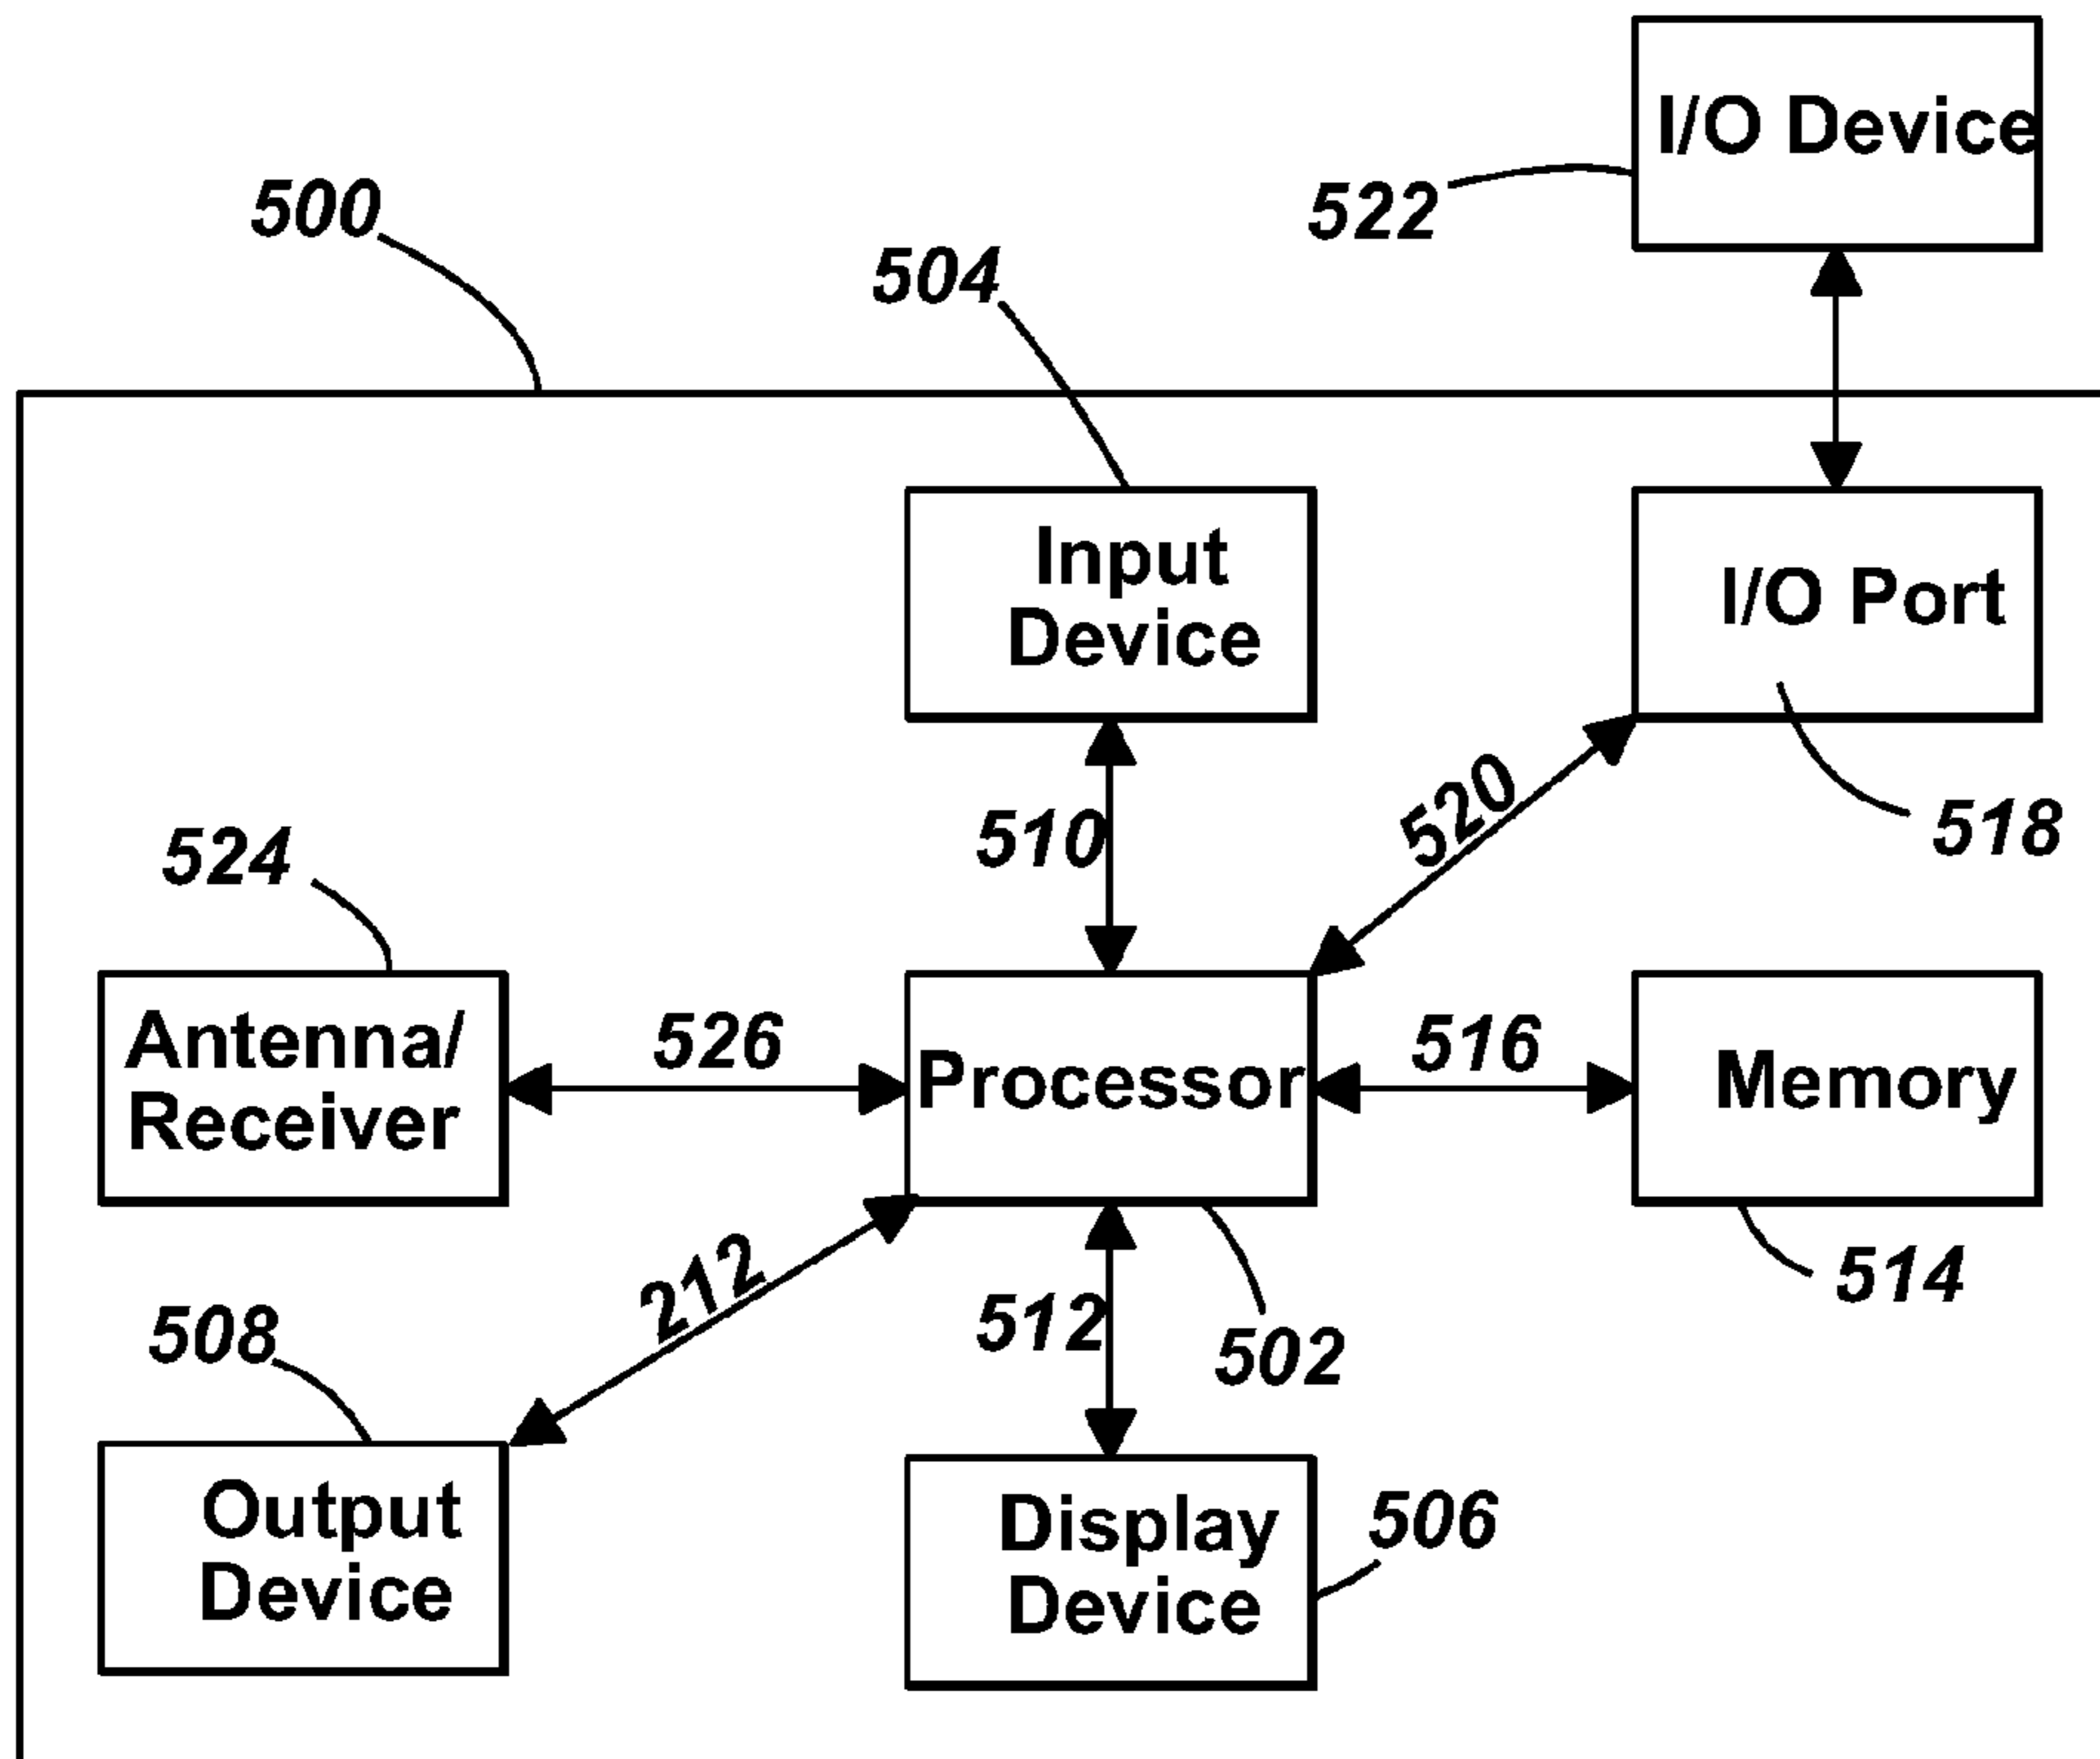 I/O Device
522
500
504
Input
Device
I/O Port
510
520
518
524
Antenna/
Receiver
526
Processor
516
Memory
212
512
502
514
508
Output
Device
Display
Device
506